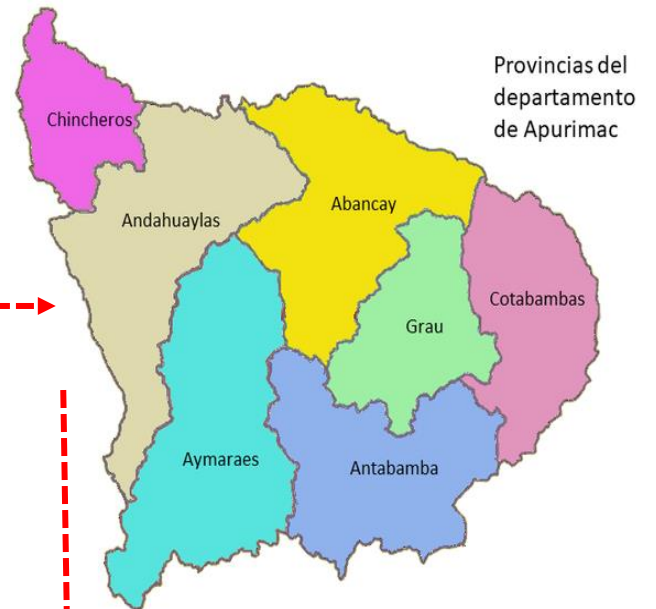 Provincias del
departamento
de Apurimac
Chincheros
Andahuaylas
Abancay
Cotabambas
Grau
Aymaraes
Antabamba